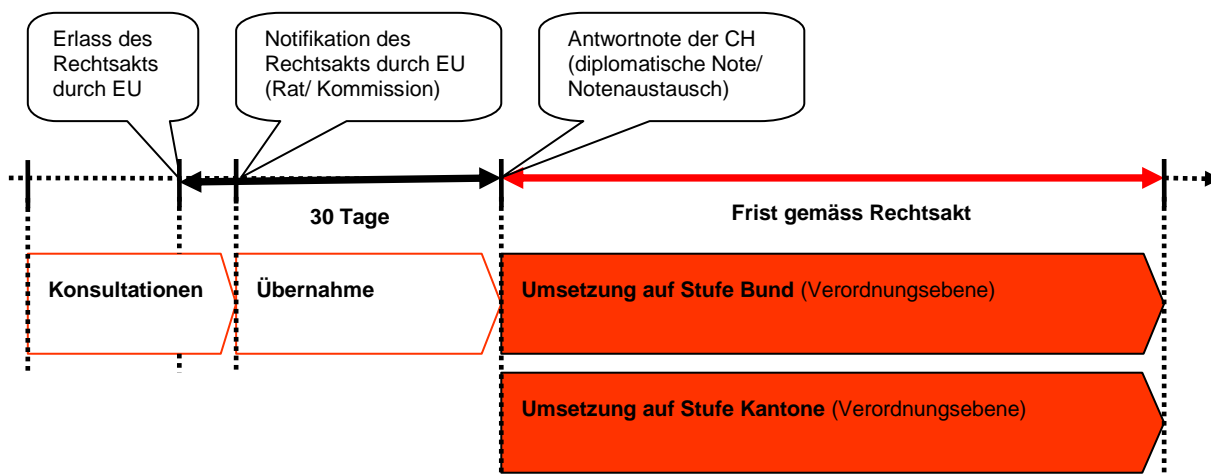 Erlass des
Rechtsakts
durch EU
Notifikation des
Rechtsakts durch EU
(Rat/ Kommission)
Antwortnote der CH
(diplomatische Note/
Notenaustausch)
30 Tage
Frist gemäss Rechtsakt
Konsultationen
Übernahme
Umsetzung auf Stufe Bund (Verordnungsebene)
Umsetzung auf Stufe Kantone (Verordnungsebene)